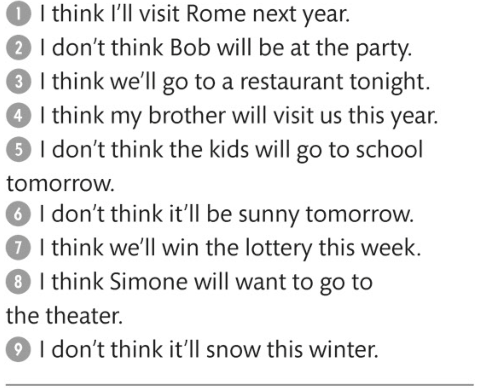 1 I think I'll visit Rome next year.
2 I don't think Bob will be at the party.
3 I think we'll go to a restaurant tonight.
4 I think my brother will visit us this year.
5 I don't think the kids will go to school
tomorrow.
6 I don't think it'll be sunny tomorrow.
7 I think we'll win the lottery this week.
8 I think Simone will want to go to
the theater.
9 I don't think it'll snow this winter.